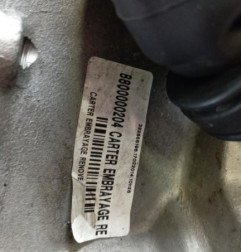 B800000204 CARTER EMBRAYAGE RE
CARTER EMBRAYAGE RENOVE